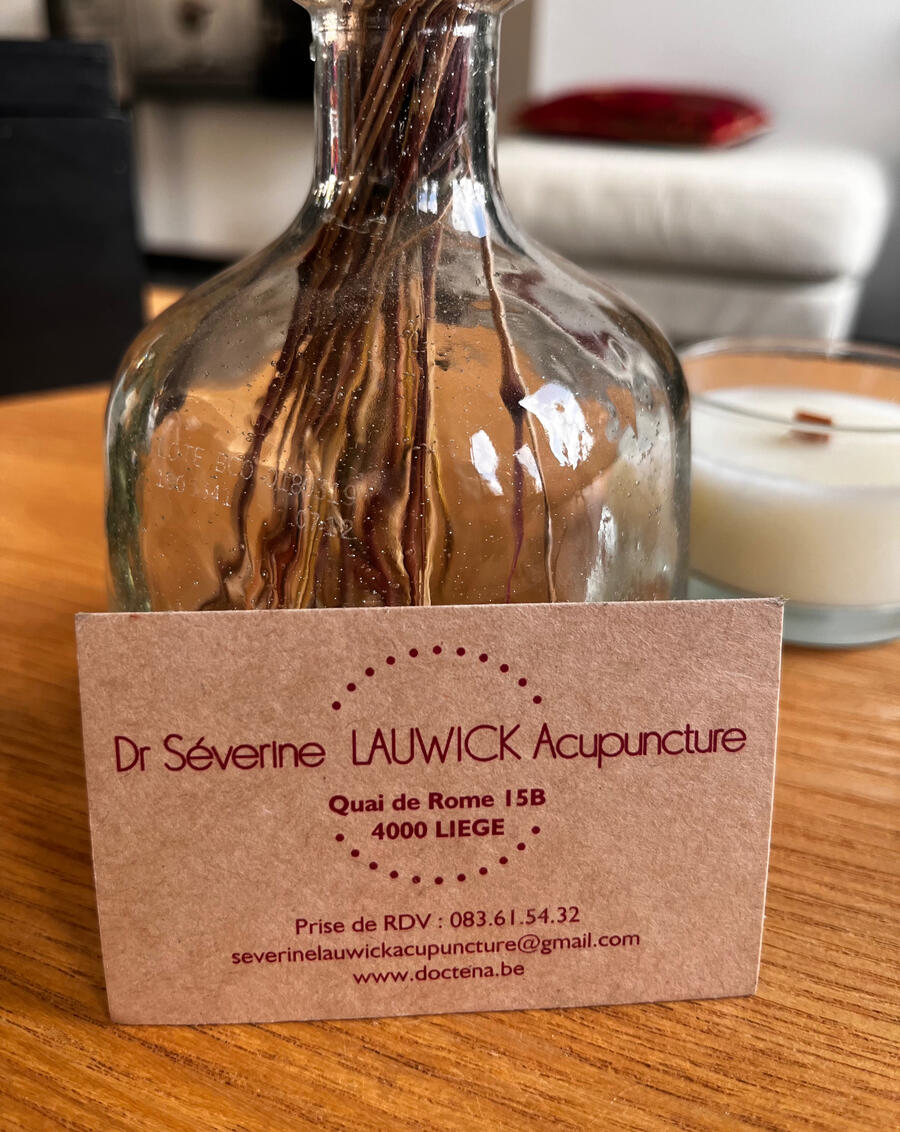 Dr Séverine LAUWICK Acupuncture
Quai de Rome 15B
4000 LIEGE
Prise de RDV : 083.61.54.32
severinelauwickacupuncture@gmail.com
www.doctena.be